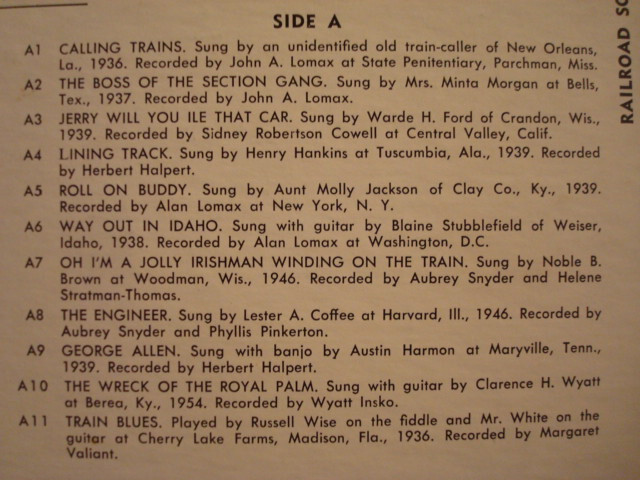 SIDE A
A1 CALLING TRAINS. Sung by an unidentified old train-caller of New Orleans,
La., 1936. Recorded by John A. Lomax at State Penitentiary, Parchman, Miss.
A2 THE BOSS OF THE SECTION GANG. Sung by Mrs. Minta Morgan at Bells,
Tex., 1937. Recorded by John A. Lomax.
A3 JERRY WILL YOU ILE THAT CAR. Sung by Warde H. Ford of Crandon, Wis.,
1939. Recorded by Sidney Robertson Cowell at Central Valley, Calif.
A4 LINING TRACK. Sung by Henry Hankins at Tuscumbia, Ala., 1939. Recorded
by Herbert Halpert.
A5 ROLL ON BUDDY. Sung by Aunt Molly Jackson of Clay Co., Ky., 1939.
Recorded by Alan Lomax at New York, N. Y.
A6 WAY OUT IN IDAHO. Sung with guitar by Blaine Stubblefield of Weiser,
Idaho, 1938. Recorded by Alan Lomax at Washington, D.C.
A7 OH I'M A JOLLY IRISHMAN WINDING ON THE TRAIN. Sung by Noble B.
Brown at Woodman, Wis., 1946. Recorded by Aubrey Snyder and Helene
Stratman-Thomas.
A8 THE ENGINEER. Sung by Lester A. Coffee at Harvard, Ill., 1946. Recorded by
Aubrey Snyder and Phyllis Pinkerton.
A9 GEORGE ALLEN. Sung with banjo by Austin Harmon at Maryville, Tenn.,
1939. Recorded by Herbert Halpert.
A10 THE WRECK OF THE ROYAL PALM. Sung with guitar by Clarence H. Wyatt
at Berea, Ky., 1954. Recorded by Wyatt Insko.
A11 TRAIN BLUES. Played by Russell Wise on the fiddle and Mr. White on the
guitar at Cherry Lake Farms, Madison, Fla., 1936. Recorded by Margaret
Valiant.
RAILROAD